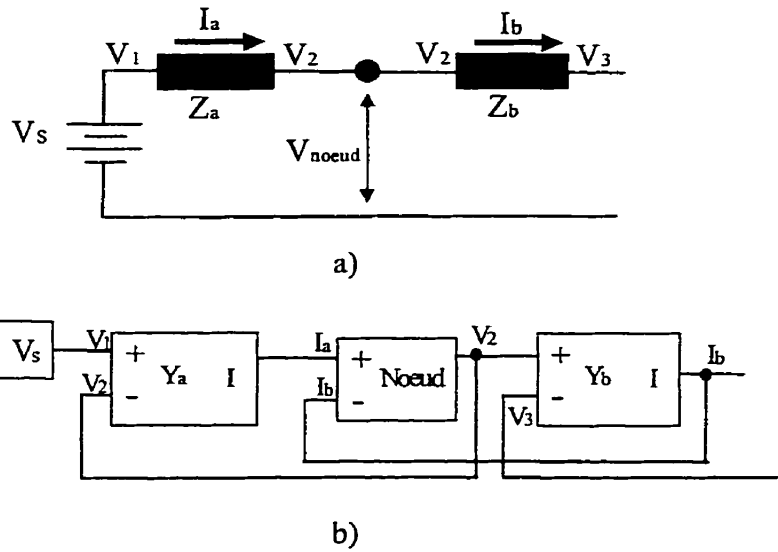 Ia Ib
V1 V2 V2 V3
Za Zb
Vs
Vnoeud
a)
Vs V1 + Ya I Ia + Noeud V2 + Yb I Ib
V2 - Ib - V3 -
b)